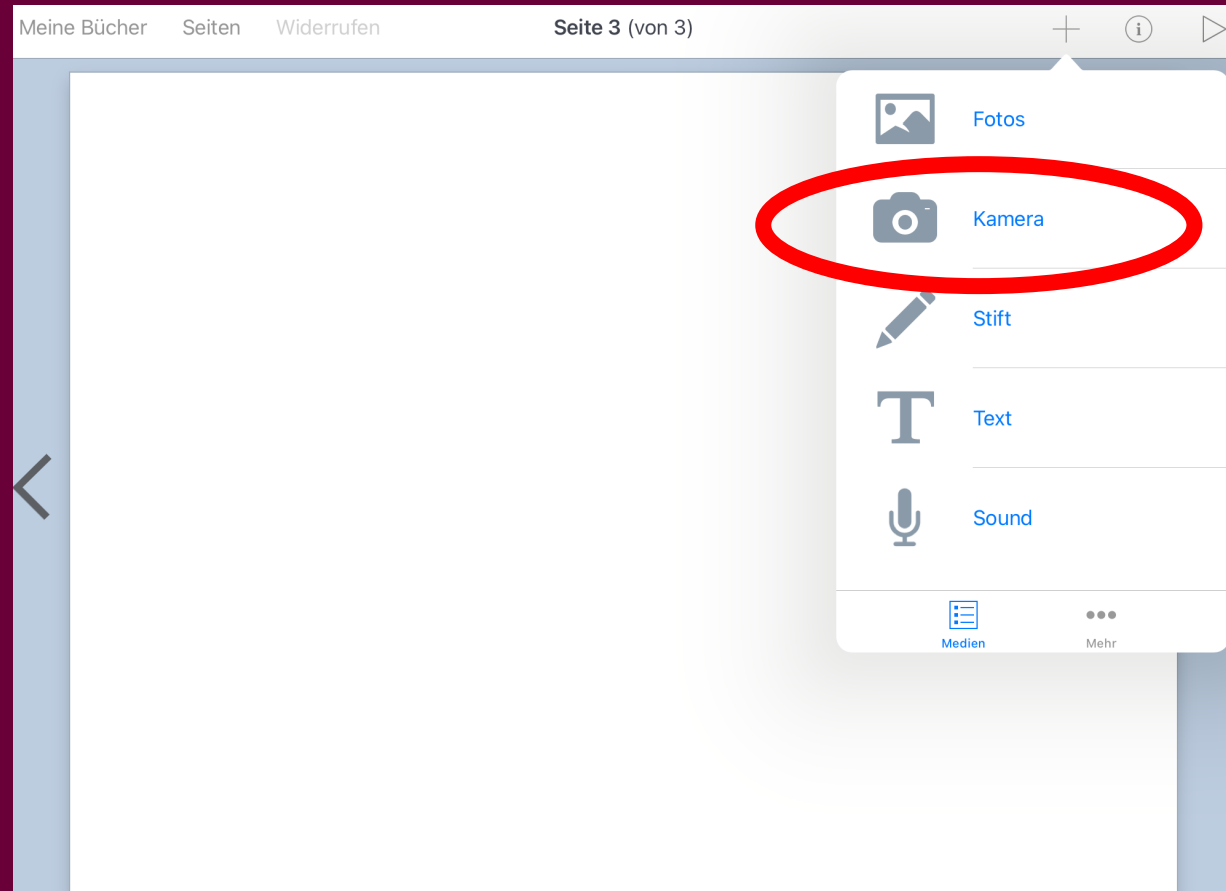 Meine Bücher Seiten Widerrufen Seite 3 (von 3)
Fotos
Kamera
Stift
Text
Sound
Medien Mehr